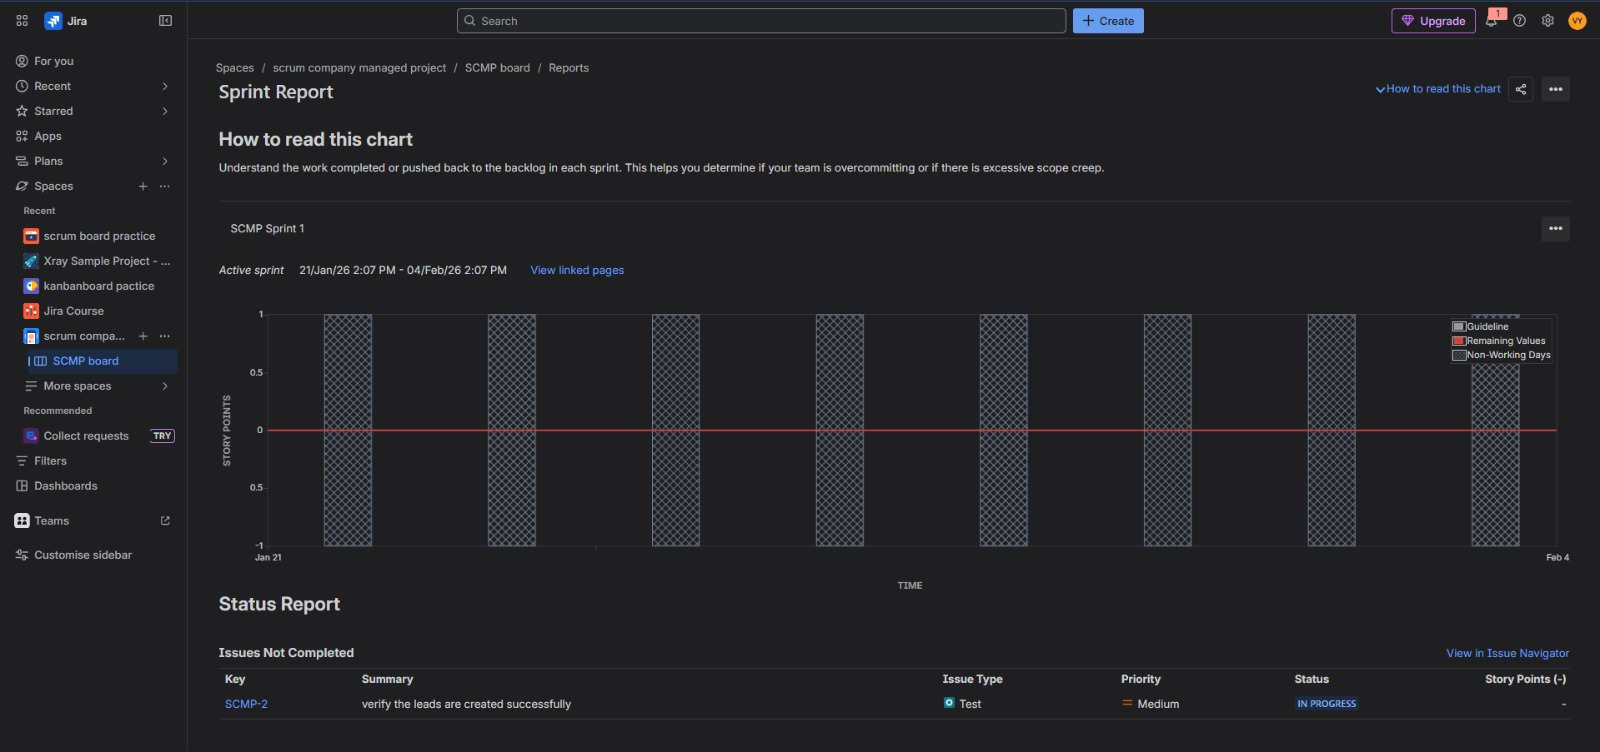 Jira
Search
Create
Upgrade
1
VY
For you
Recent
Starred
Apps
Plans
Spaces
Recent
scrum board practice
Xray Sample Project - ...
kanbanboard pactice
Jira Course
scrum compa...
SCMP board
More spaces
Recommended
Collect requests TRY
Filters
Dashboards
Teams
Customise sidebar
Spaces / scrum company managed project / SCMP board / Reports
Sprint Report
How to read this chart
How to read this chart
Understand the work completed or pushed back to the backlog in each sprint. This helps you determine if your team is overcommitting or if there is excessive scope creep.
SCMP Sprint 1
Active sprint 21/Jan/26 2:07 PM - 04/Feb/26 2:07 PM View linked pages
1
0.5
0
0.5
-1
STORY POINTS
Guideline
Remaining Values
Non-Working Days
Jan 21
Feb 4
TIME
Status Report
Issues Not Completed
View in Issue Navigator
Key Summary Issue Type Priority Status Story Points (-)
SCMP-2 verify the leads are created successfully Test Medium IN PROGRESS -